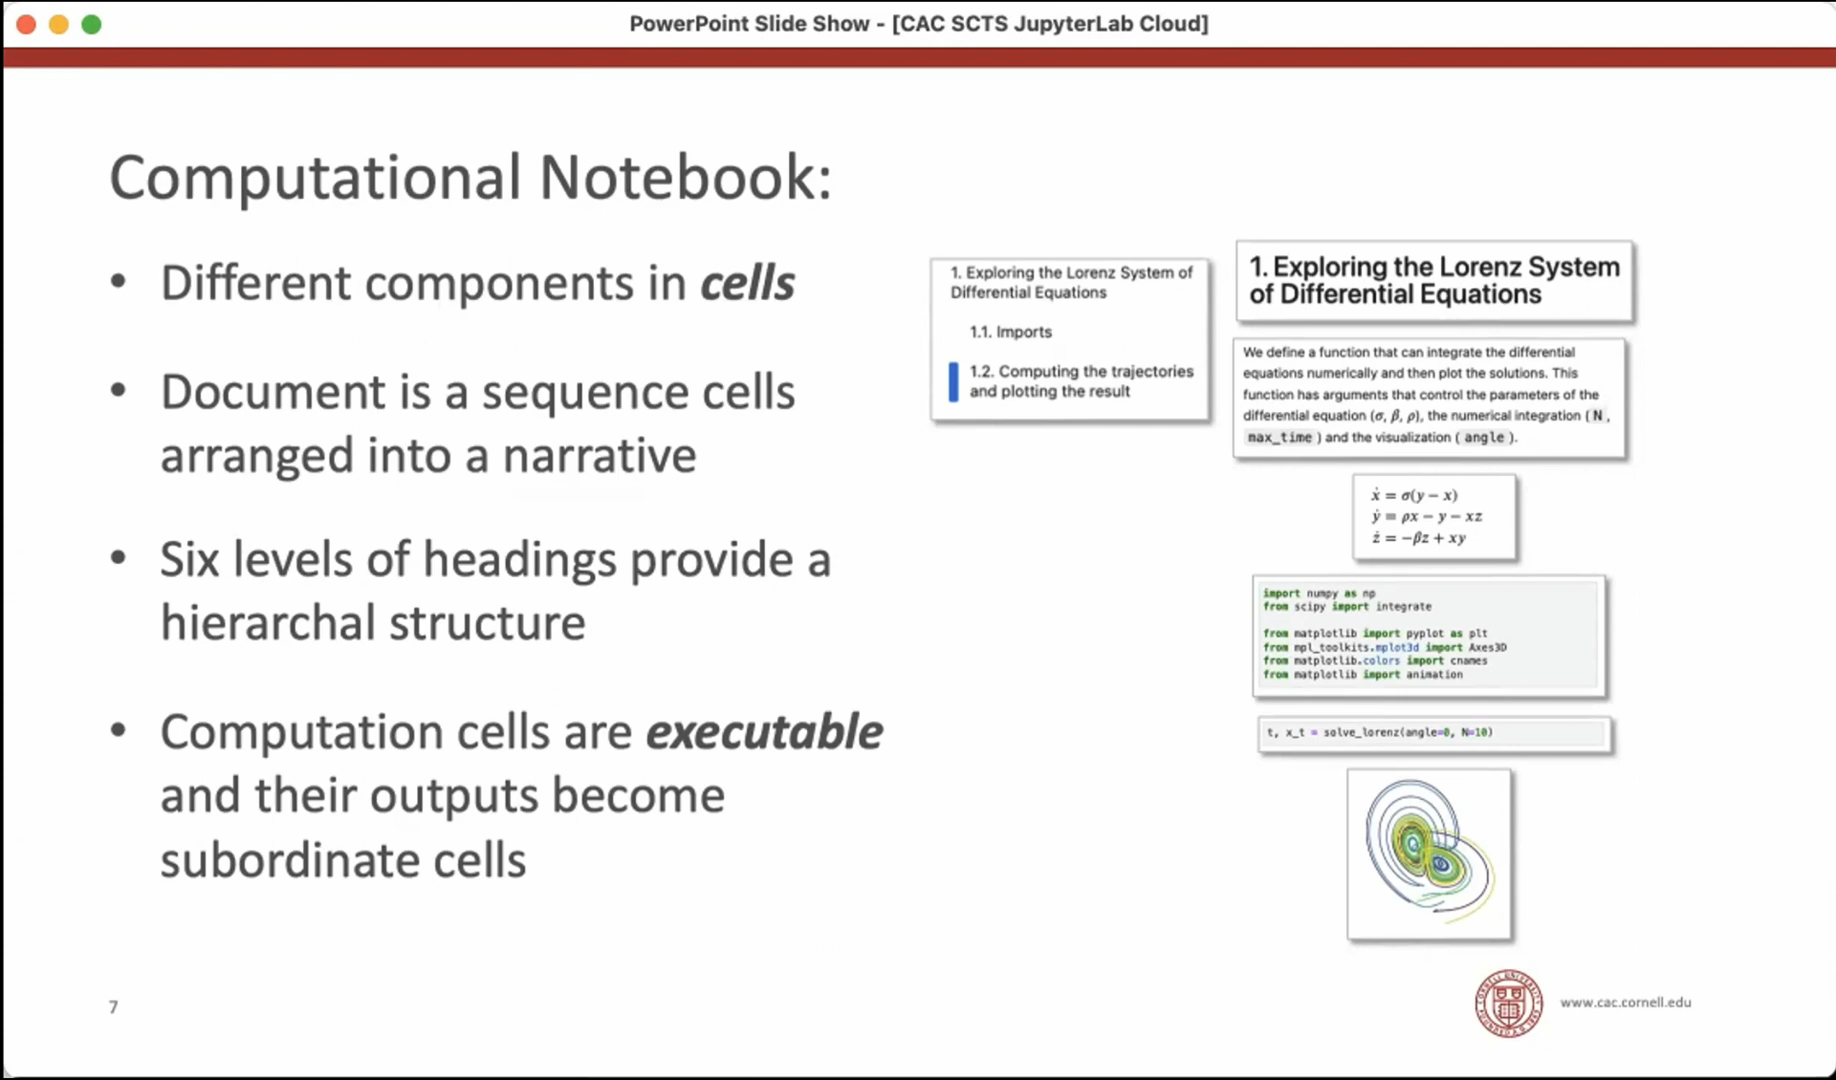 PowerPoint Slide Show - [CAC SCTS JupyterLab Cloud]
Computational Notebook:
• Different components in cells
• Document is a sequence cells
arranged into a narrative
• Six levels of headings provide a
hierarchal structure
• Computation cells are executable
and their outputs become
subordinate cells
1. Exploring the Lorenz System of
Differential Equations
1.1. Imports
1.2. Computing the trajectories
and plotting the result
1. Exploring the Lorenz System
of Differential Equations
We define a function that can integrate the differential
equations numerically and then plot the solutions. This
function has arguments that control the parameters of the
differential equation (σ, β, ρ), the numerical integration ( N ,
max_time ) and the visualization ( angle ).
ẋ = σ(y − x)
ẏ = ρx − y − xz
ż = −βz + xy
import numpy as np
from scipy import integrate
from matplotlib import pyplot as plt
from mpl_toolkits.mplot3d import Axes3D
from matplotlib.colors import cnames
from matplotlib import animation
t, x_t = solve_lorenz(angle=0, N=10)
7
www.cac.cornell.edu